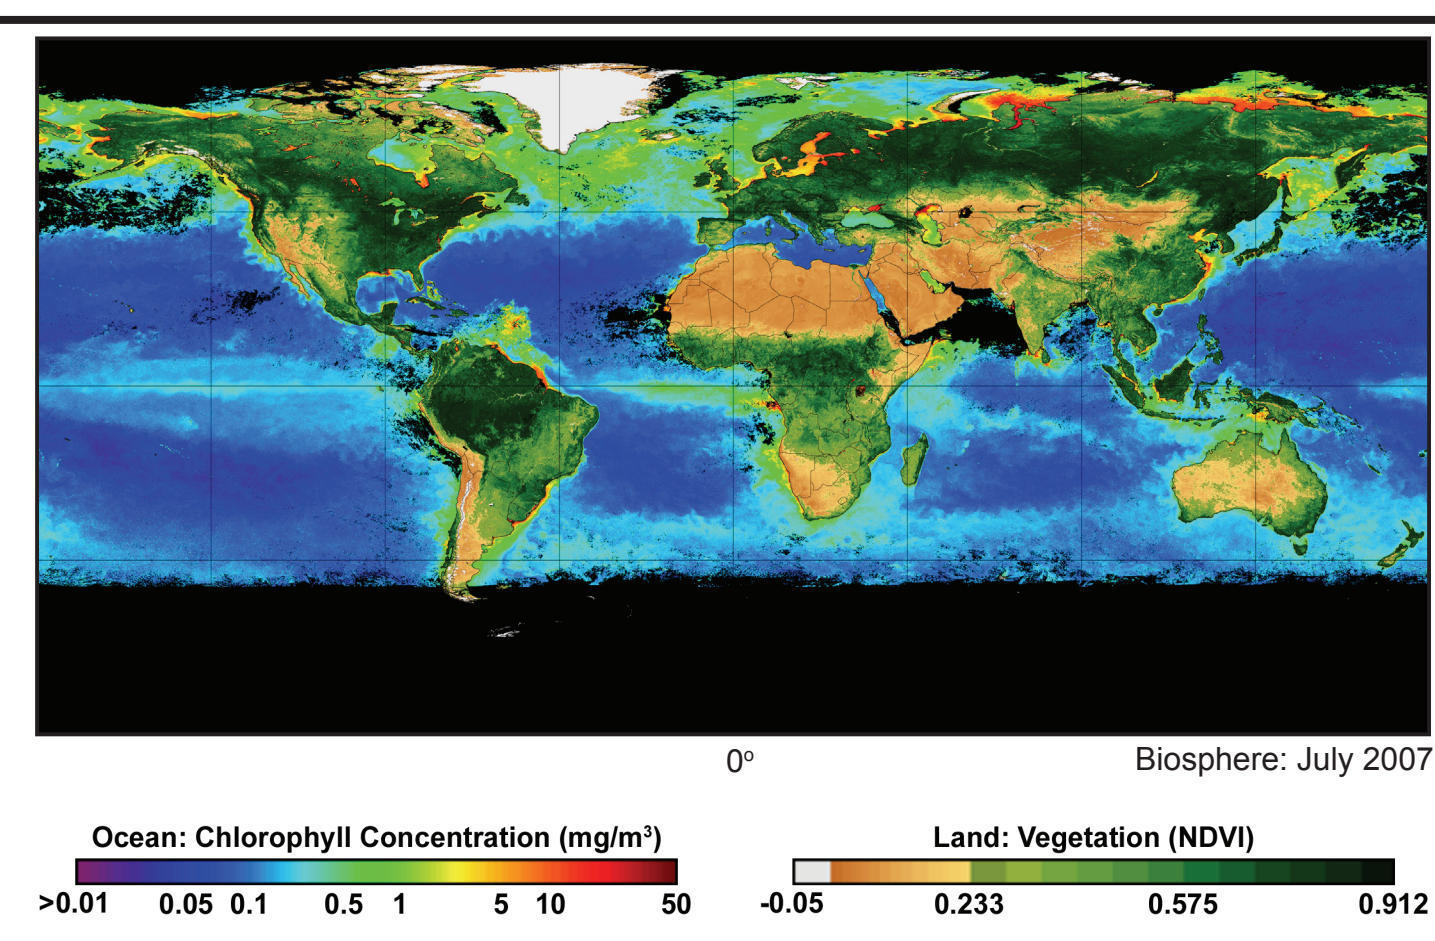 0º
Biosphere: July 2007
Ocean: Chlorophyll Concentration (mg/m³)
>0.01 0.05 0.1 0.5 1 5 10 50
Land: Vegetation (NDVI)
-0.05 0.233 0.575 0.912